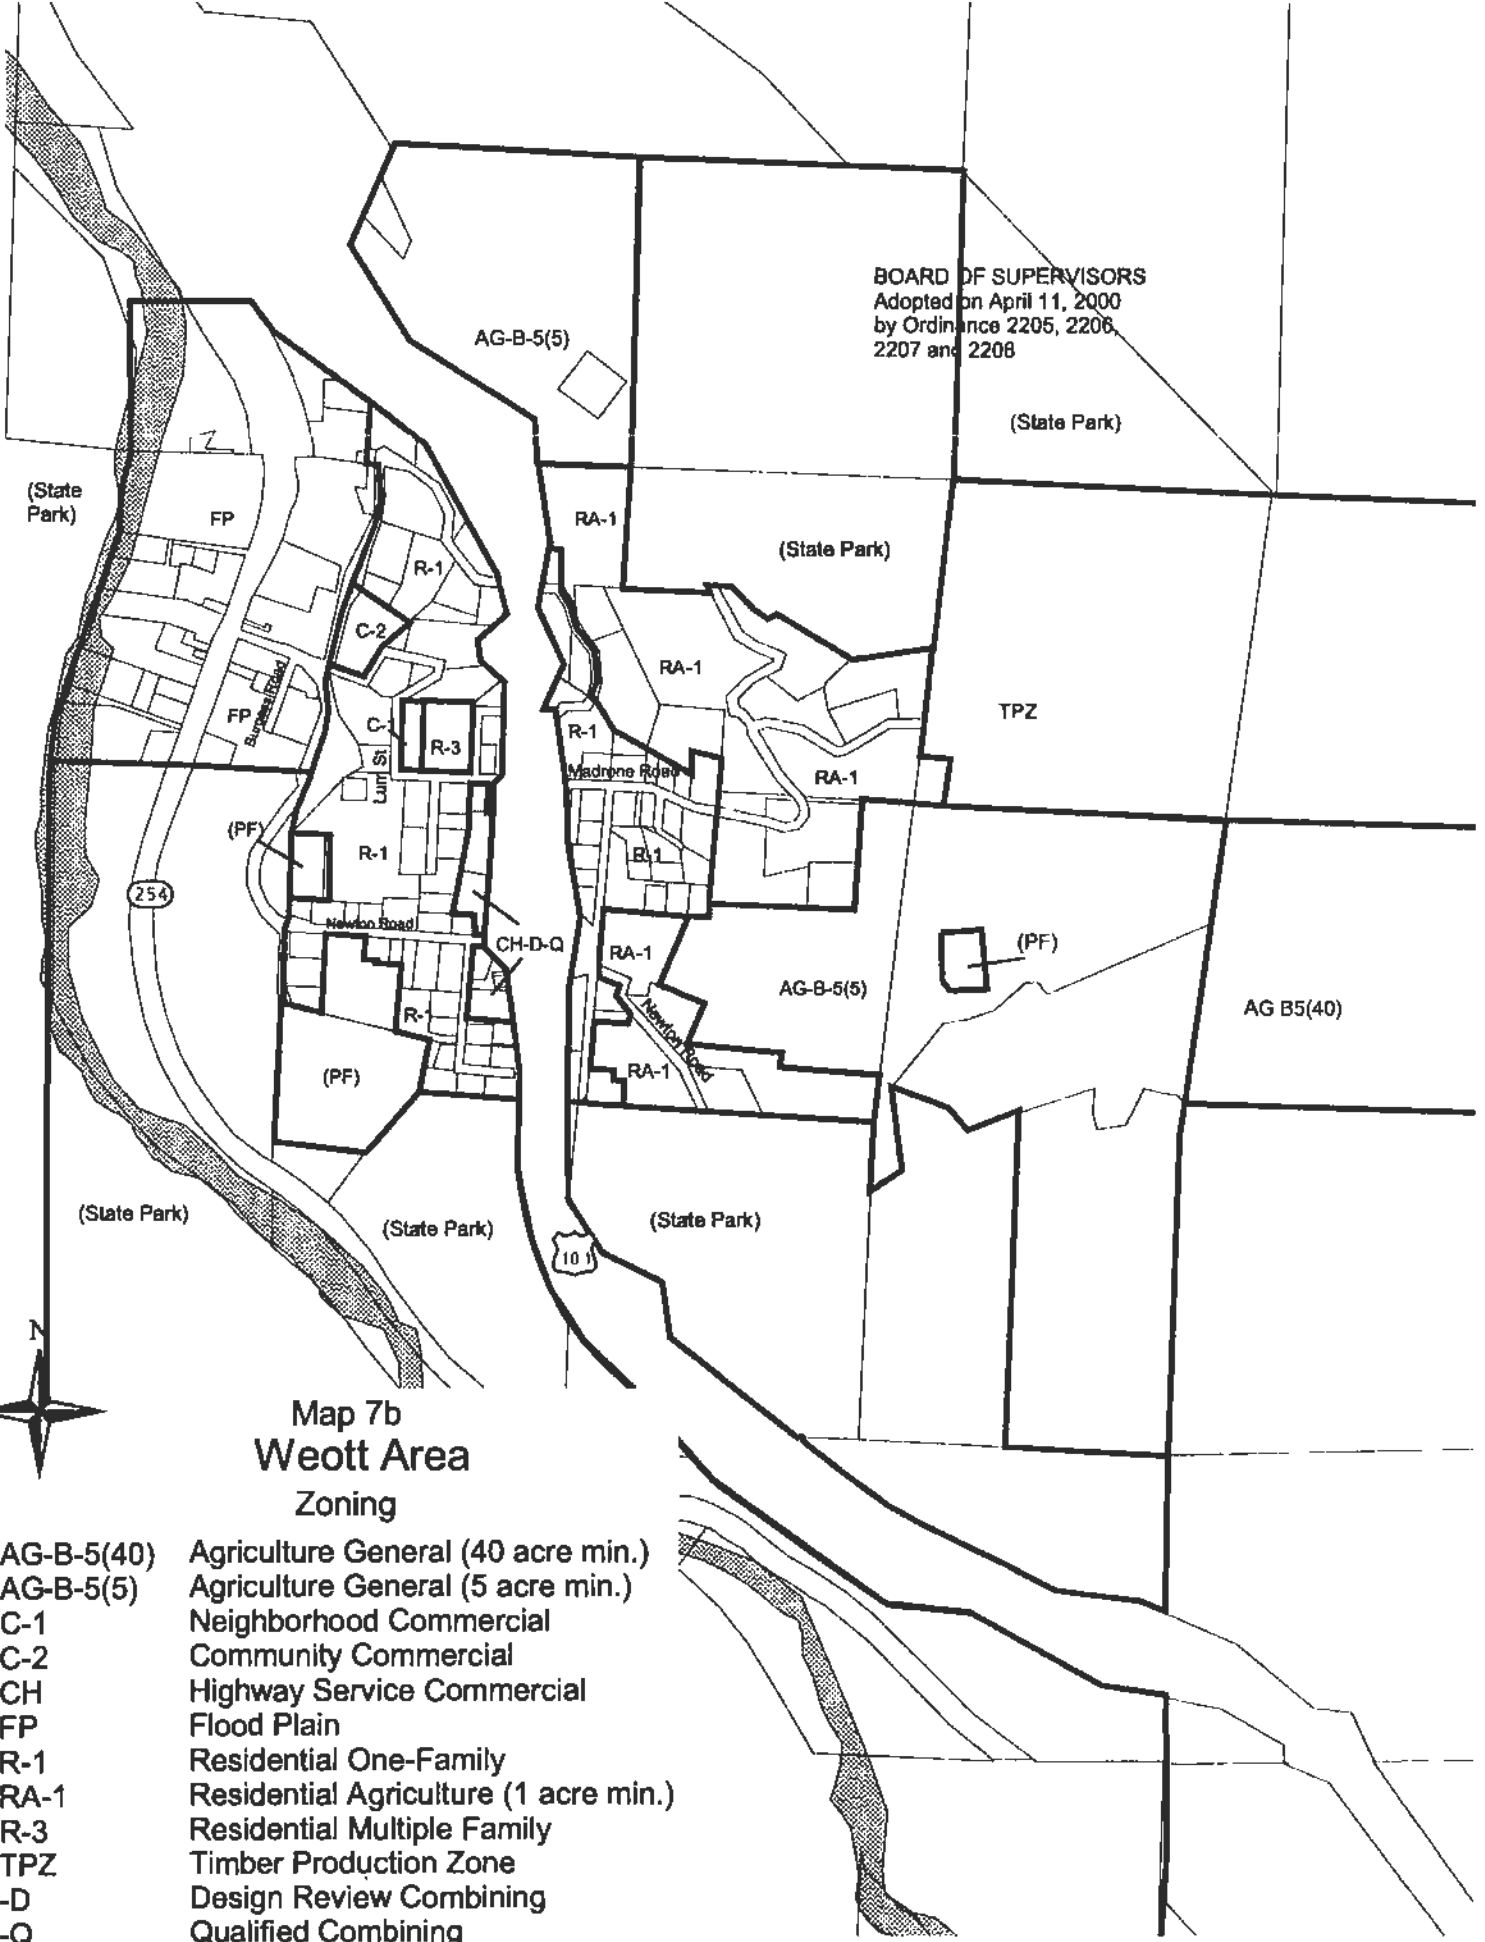 BOARD OF SUPERVISORS
Adopted on April 11, 2000
by Ordinance 2205, 2206,
2207 and 2208
AG-B-5(5)
(State Park)
(State
Park)
FP
RA-1
(State Park)
R-1
C-2
RA-1
FP
Burgess Road
TPZ
C-1
R-3
R-1
Lum St
Madrone Road
RA-1
(PF)
R-1
R-1
254
Newton Road
CH-D-Q
RA-1
(PF)
AG-B-5(5)
AG B5(40)
R-1
Newton Road
(PF)
RA-1
(State Park)
(State Park)
(State Park)
101
N
Map 7b
Weott Area
Zoning
AG-B-5(40) Agriculture General (40 acre min.)
AG-B-5(5) Agriculture General (5 acre min.)
C-1 Neighborhood Commercial
C-2 Community Commercial
CH Highway Service Commercial
FP Flood Plain
R-1 Residential One-Family
RA-1 Residential Agriculture (1 acre min.)
R-3 Residential Multiple Family
TPZ Timber Production Zone
-D Design Review Combining
-Q Qualified Combining